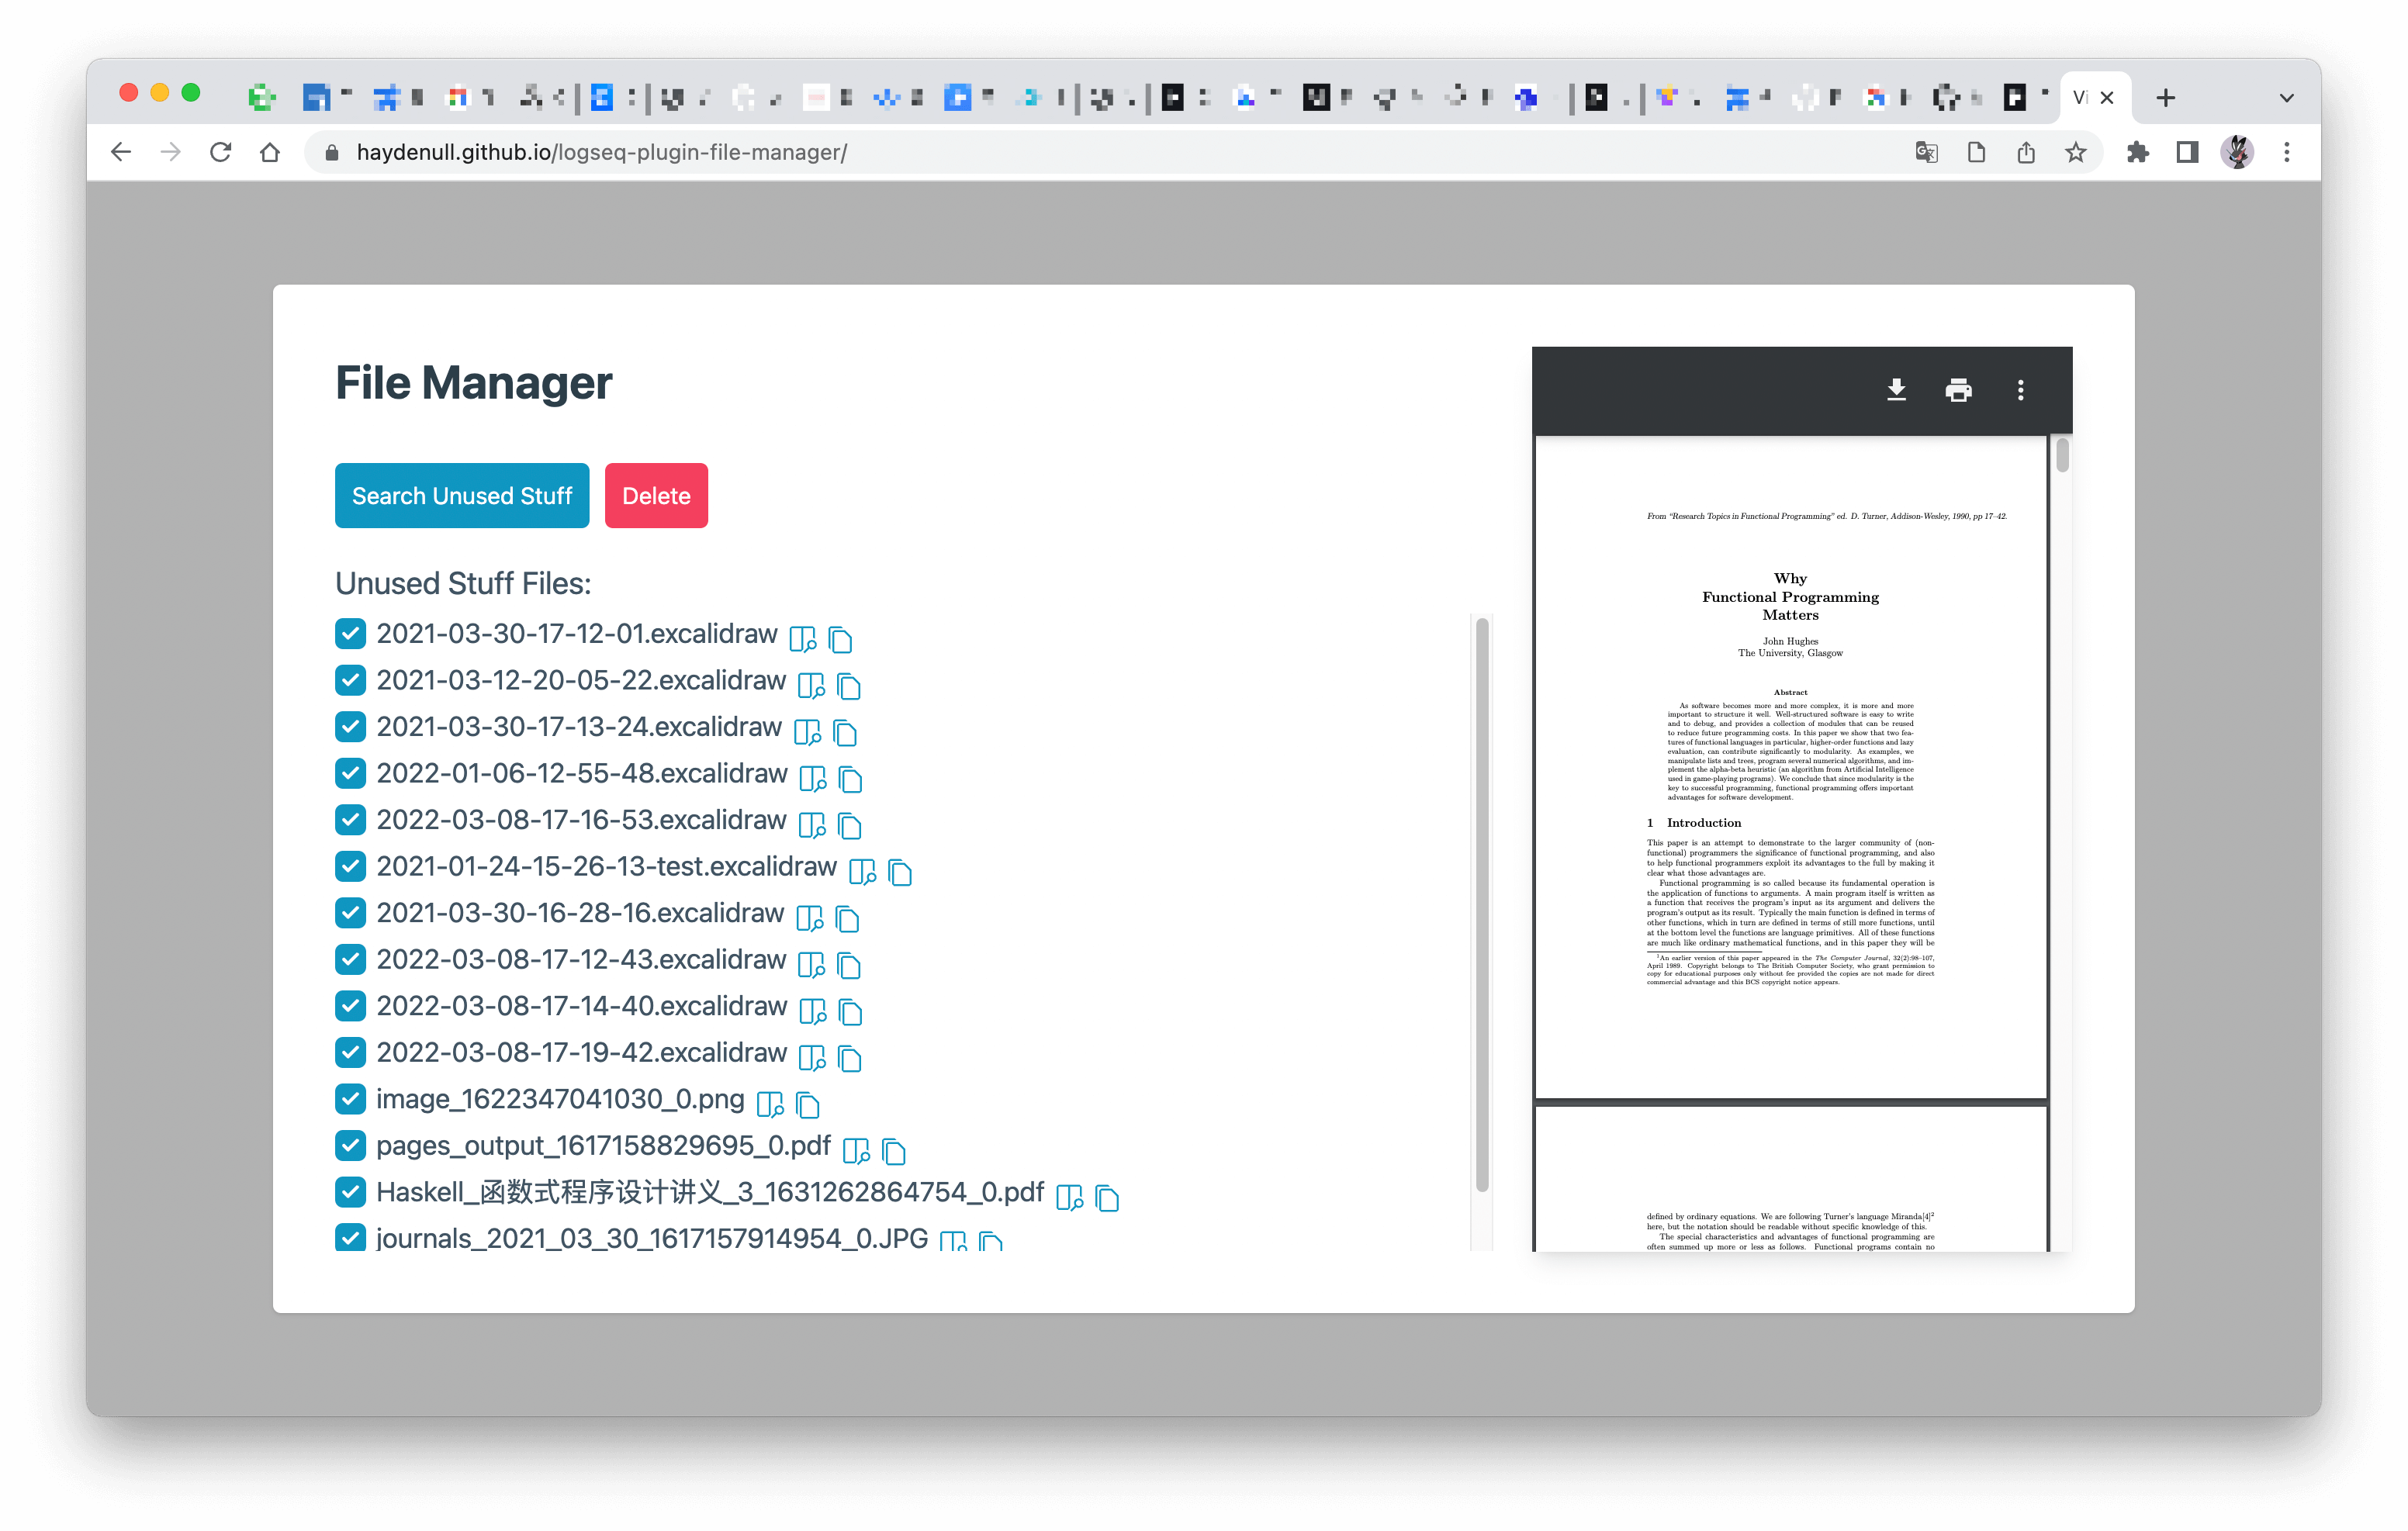 Vi
haydenull.github.io/logseq-plugin-file-manager/
File Manager
Search Unused Stuff
Delete
Unused Stuff Files:
2021-03-30-17-12-01.excalidraw
2021-03-12-20-05-22.excalidraw
2021-03-30-17-13-24.excalidraw
2022-01-06-12-55-48.excalidraw
2022-03-08-17-16-53.excalidraw
2021-01-24-15-26-13-test.excalidraw
2021-03-30-16-28-16.excalidraw
2022-03-08-17-12-43.excalidraw
2022-03-08-17-14-40.excalidraw
2022-03-08-17-19-42.excalidraw
image_1622347041030_0.png
pages_output_1617158829695_0.pdf
Haskell_函数式程序设计讲义_3_1631262864754_0.pdf
journals_2021_03_30_1617157914954_0.JPG
From “Research Topics in Functional Programming” ed. D. Turner, Addison-Wesley, 1990, pp 17–42.
Why
Functional Programming
Matters
John Hughes
The University, Glasgow
Abstract
As software becomes more and more complex, it is more and more
important to structure it well. Well-structured software is easy to write
and to debug, and provides a collection of modules that can be reused
to reduce future programming costs. In this paper we show that two fea-
tures of functional languages in particular, higher-order functions and lazy
evaluation, can contribute significantly to modularity. As examples, we
manipulate lists and trees, program several numerical algorithms, and im-
plement the alpha-beta heuristic (an algorithm from Artificial Intelligence
used in game-playing programs). We conclude that since modularity is the
key to successful programming, functional programming offers important
advantages for software development.
1 Introduction
This paper is an attempt to demonstrate to the larger community of (non-
functional) programmers the significance of functional programming, and also
to help functional programmers exploit its advantages to the full by making it
clear what those advantages are.
Functional programming is so called because its fundamental operation is
the application of functions to arguments. A main program itself is written as
a function that receives the program's input as its argument and delivers the
program's output as its result. Typically the main function is defined in terms of
other functions, which in turn are defined in terms of still more functions, until
at the bottom level the functions are language primitives. All of these functions
are much like ordinary mathematical functions, and in this paper they will be
¹An earlier version of this paper appeared in the The Computer Journal, 32(2):98–107,
April 1989. Copyright belongs to The British Computer Society, who grant permission to
copy for educational purposes only without fee provided the copies are not made for direct
commercial advantage and this BCS copyright notice appears.
defined by ordinary equations. We are following Turner's language Miranda[4]²
here, but the notation should be readable without specific knowledge of this.
The special characteristics and advantages of functional programming are
often summed up more or less as follows. Functional programs contain no